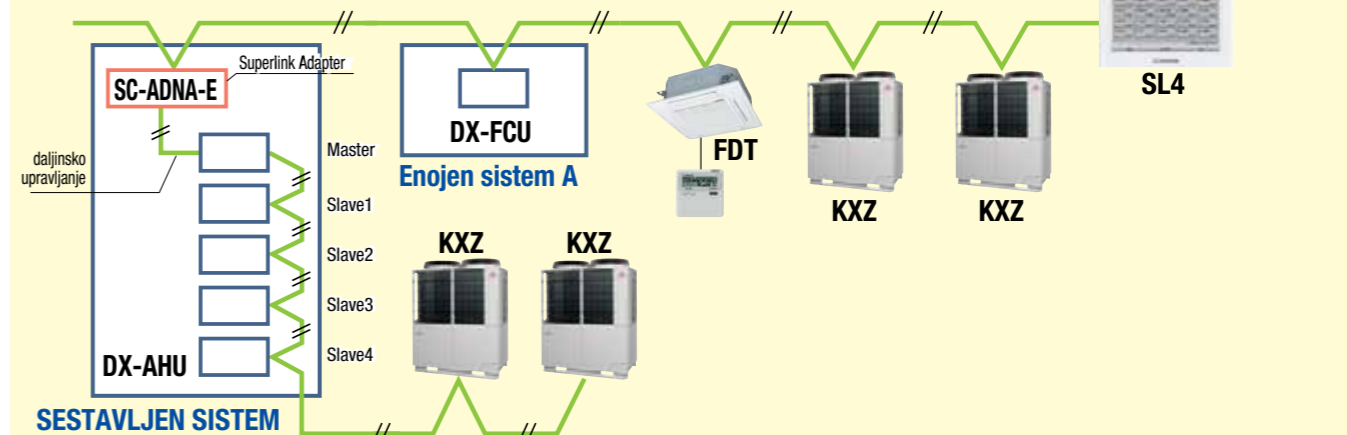 SC-ADNA-E
Superlink Adapter
daljinsko
upravljanje
Master
Slave1
Slave2
Slave3
Slave4
DX-AHU
SESTAVLJEN SISTEM
DX-FCU
Enojen sistem A
FDT
KXZ
KXZ
SL4
KXZ
KXZ